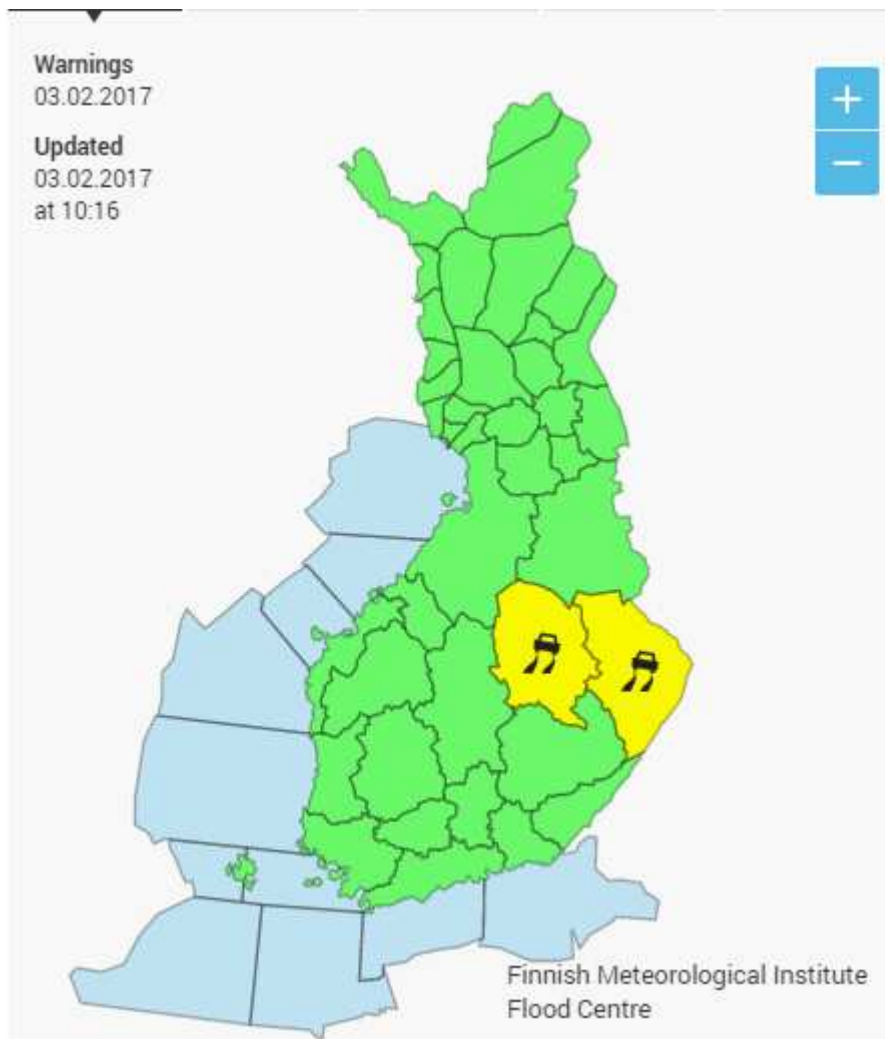 Warnings
03.02.2017
Updated
03.02.2017
at 10:16
+
−
Finnish Meteorological Institute
Flood Centre